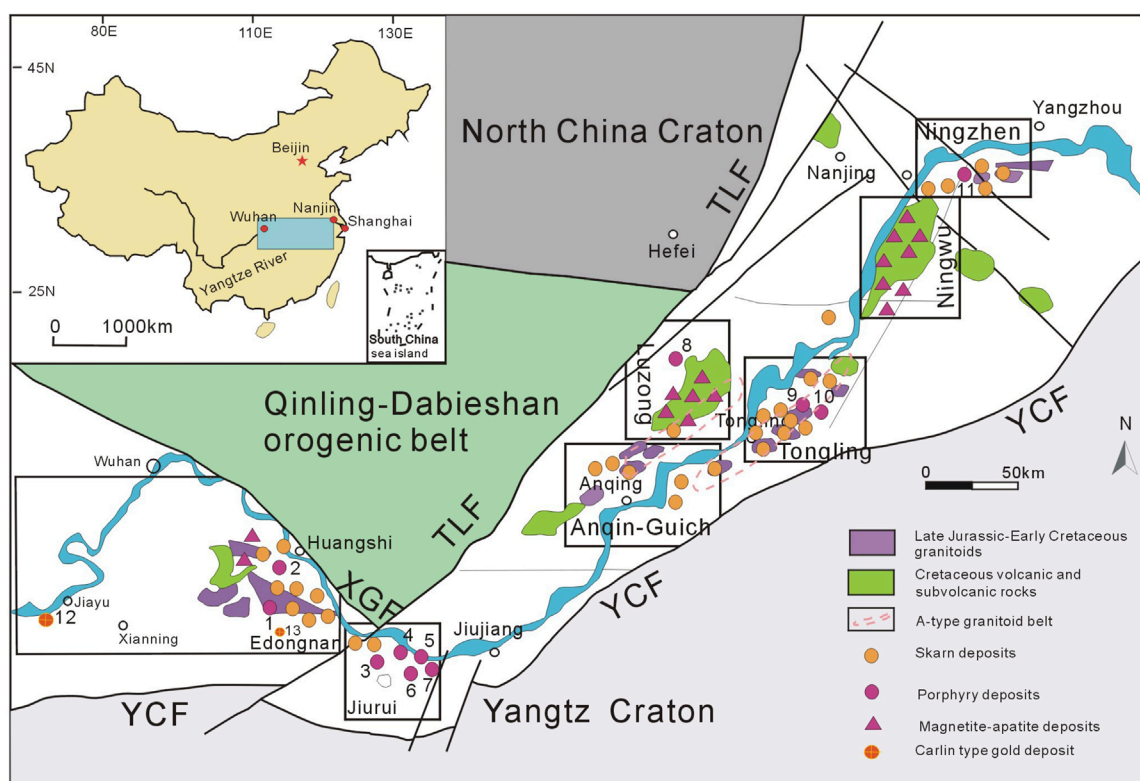 80E
110E
130E
45N
25N
Beijin
Wuhan
Nanjin
Shanghai
Yangtze River
0 1000km
South China
sea island
North China Craton
TLF
Hefei
Nanjing
Yangzhou
Jingzhen
11
Ningwu
Qinling-Dabieshan
orogenic belt
TLF
Luzong
8
9
10
Tongling
YCF
N
0 50km
Anqing
Anqin-Guich
Wuhan
Huangshi
2
1
13
Edongnan
12
Jiayu
Xianning
XGF
YCF
3
4
5
6
7
Jiurui
Jiujiang
YCF
Yangtz Craton
Late Jurassic-Early Cretaceous
granitoids
Cretaceous volcanic and
subvolcanic rocks
A-type granitoid belt
Skarn deposits
Porphyry deposits
Magnetite-apatite deposits
Carlin type gold deposit